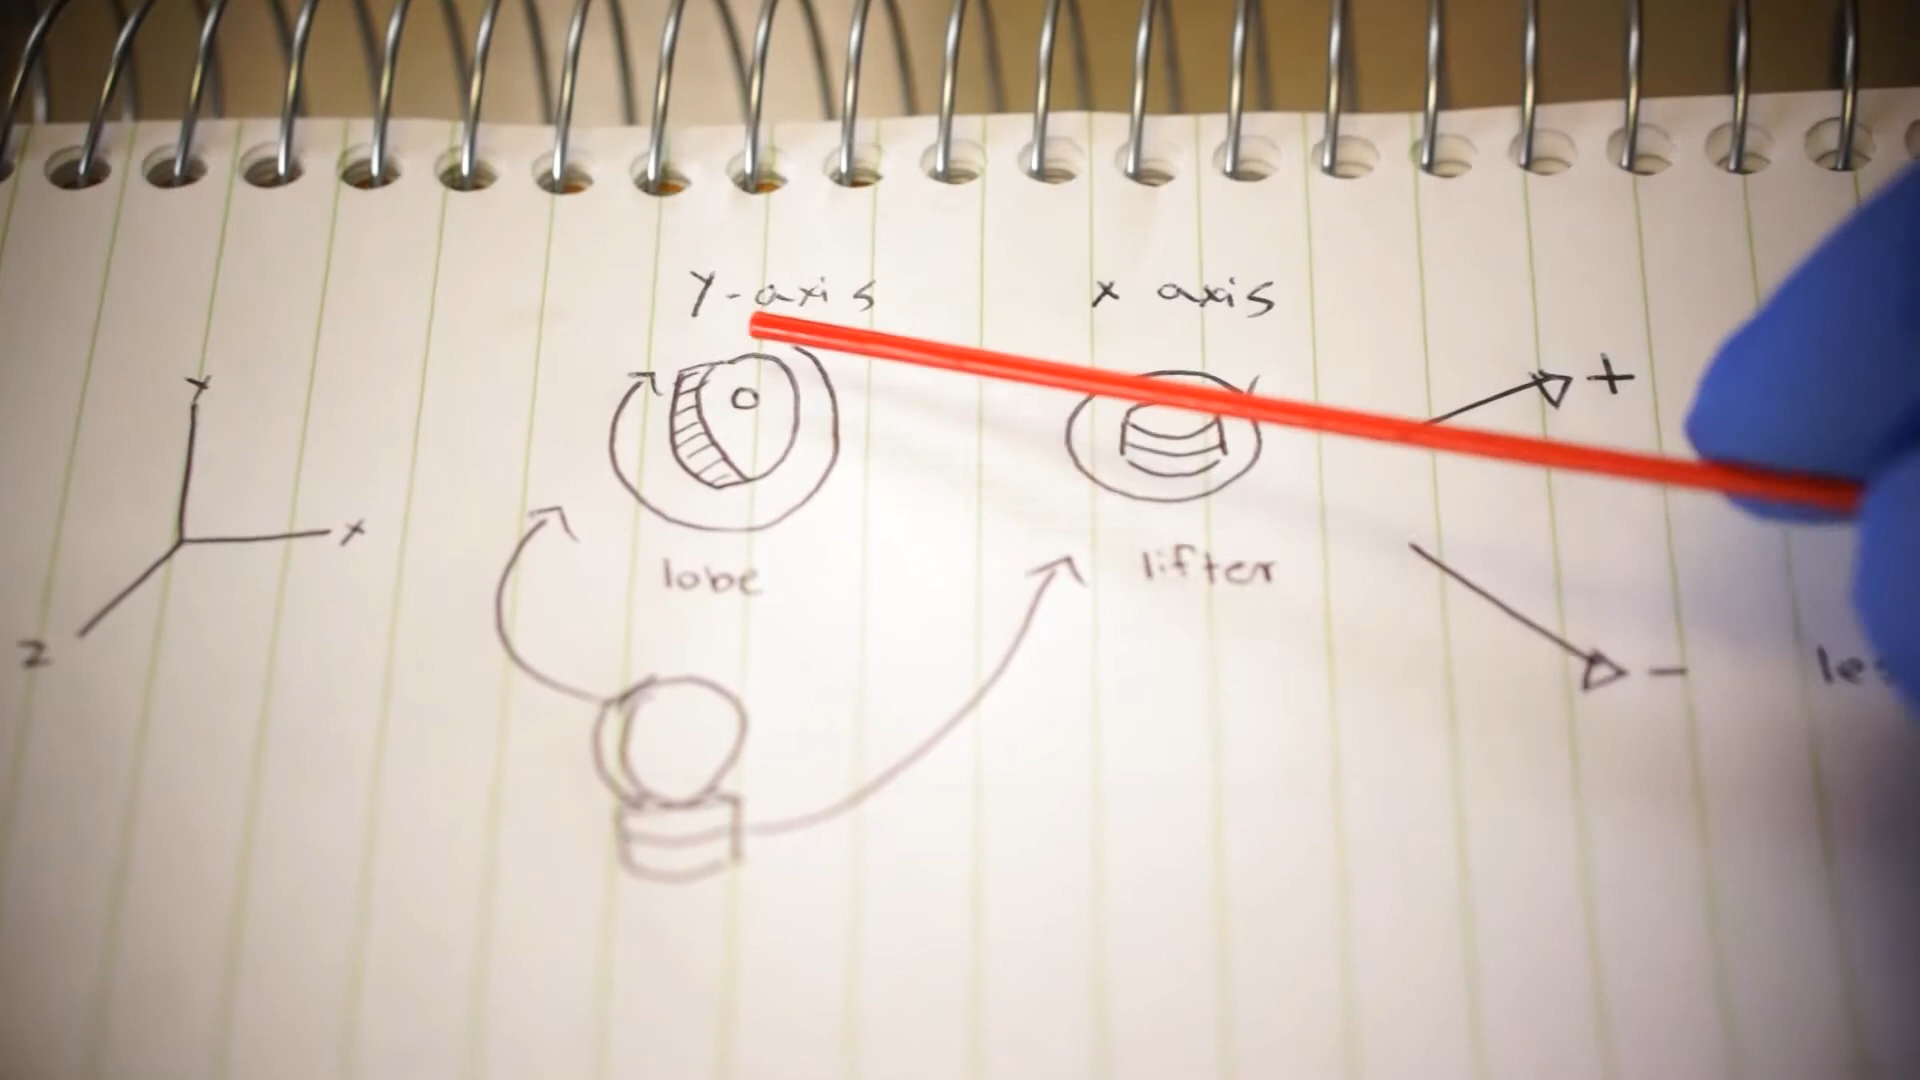 y-axis
x axis
+
Y
x
z
lobe
lifter
-